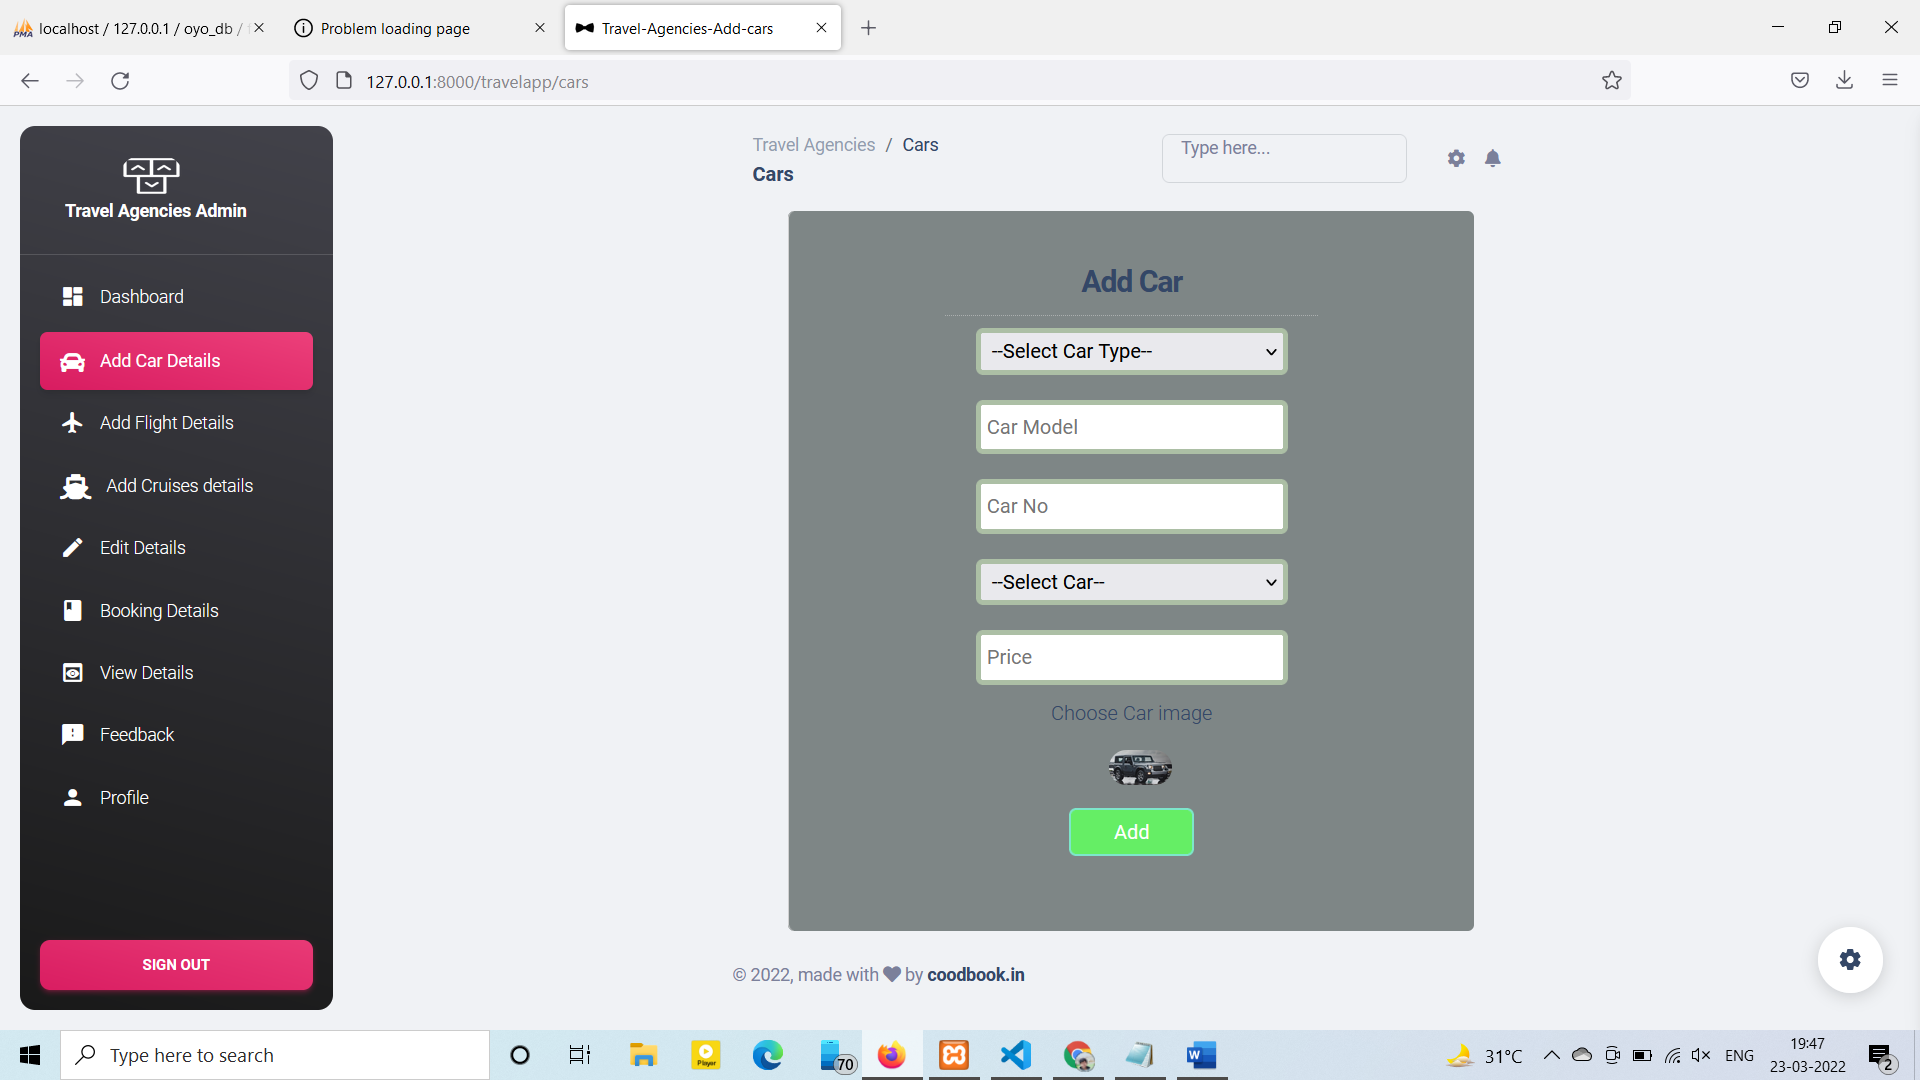 localhost / 127.0.0.1 / oyo_db /
Problem loading page
Travel-Agencies-Add-cars
127.0.0.1:8000/travelapp/cars
Travel Agencies Admin
Dashboard
Add Car Details
Add Flight Details
Add Cruises details
Edit Details
Booking Details
View Details
Feedback
Profile
SIGN OUT
Travel Agencies / Cars
Cars
Type here...
Add Car
--Select Car Type--
Car Model
Car No
--Select Car--
Price
Choose Car image
Add
© 2022, made with by coodbook.in
Type here to search
Player
70
W
31°C
ENG
19:47
23-03-2022
2